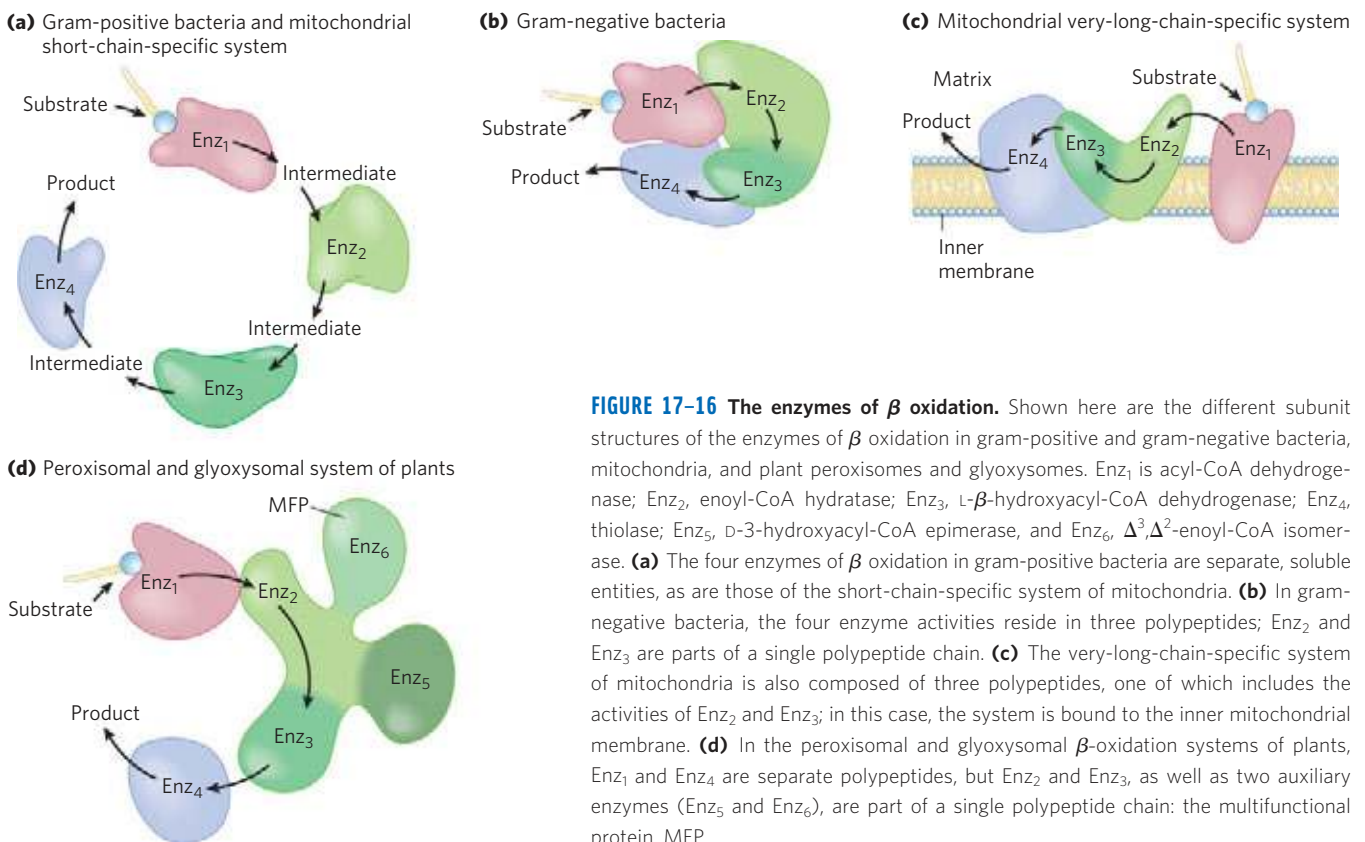 (a) Gram-positive bacteria and mitochondrial
short-chain-specific system
Substrate
Enz₁
Intermediate
Enz₂
Intermediate
Enz₃
Intermediate
Enz₄
Product
(b) Gram-negative bacteria
Substrate
Enz₁
Enz₂
Enz₃
Enz₄
Product
(c) Mitochondrial very-long-chain-specific system
Matrix
Substrate
Product
Enz₄
Enz₃
Enz₂
Enz₁
Inner
membrane
(d) Peroxisomal and glyoxysomal system of plants
MFP
Enz₆
Substrate
Enz₁
Enz₂
Enz₅
Enz₃
Product
Enz₄
FIGURE 17–16 The enzymes of β oxidation. Shown here are the different subunit
structures of the enzymes of β oxidation in gram-positive and gram-negative bacteria,
mitochondria, and plant peroxisomes and glyoxysomes. Enz₁ is acyl-CoA dehydroge-
nase; Enz₂, enoyl-CoA hydratase; Enz₃, L-β-hydroxyacyl-CoA dehydrogenase; Enz₄,
thiolase; Enz₅, D-3-hydroxyacyl-CoA epimerase, and Enz₆, Δ³,Δ²-enoyl-CoA isomer-
ase. (a) The four enzymes of β oxidation in gram-positive bacteria are separate, soluble
entities, as are those of the short-chain-specific system of mitochondria. (b) In gram-
negative bacteria, the four enzyme activities reside in three polypeptides; Enz₂ and
Enz₃ are parts of a single polypeptide chain. (c) The very-long-chain-specific system
of mitochondria is also composed of three polypeptides, one of which includes the
activities of Enz₂ and Enz₃; in this case, the system is bound to the inner mitochondrial
membrane. (d) In the peroxisomal and glyoxysomal β-oxidation systems of plants,
Enz₁ and Enz₄ are separate polypeptides, but Enz₂ and Enz₃, as well as two auxiliary
enzymes (Enz₅ and Enz₆), are part of a single polypeptide chain: the multifunctional
protein, MFP